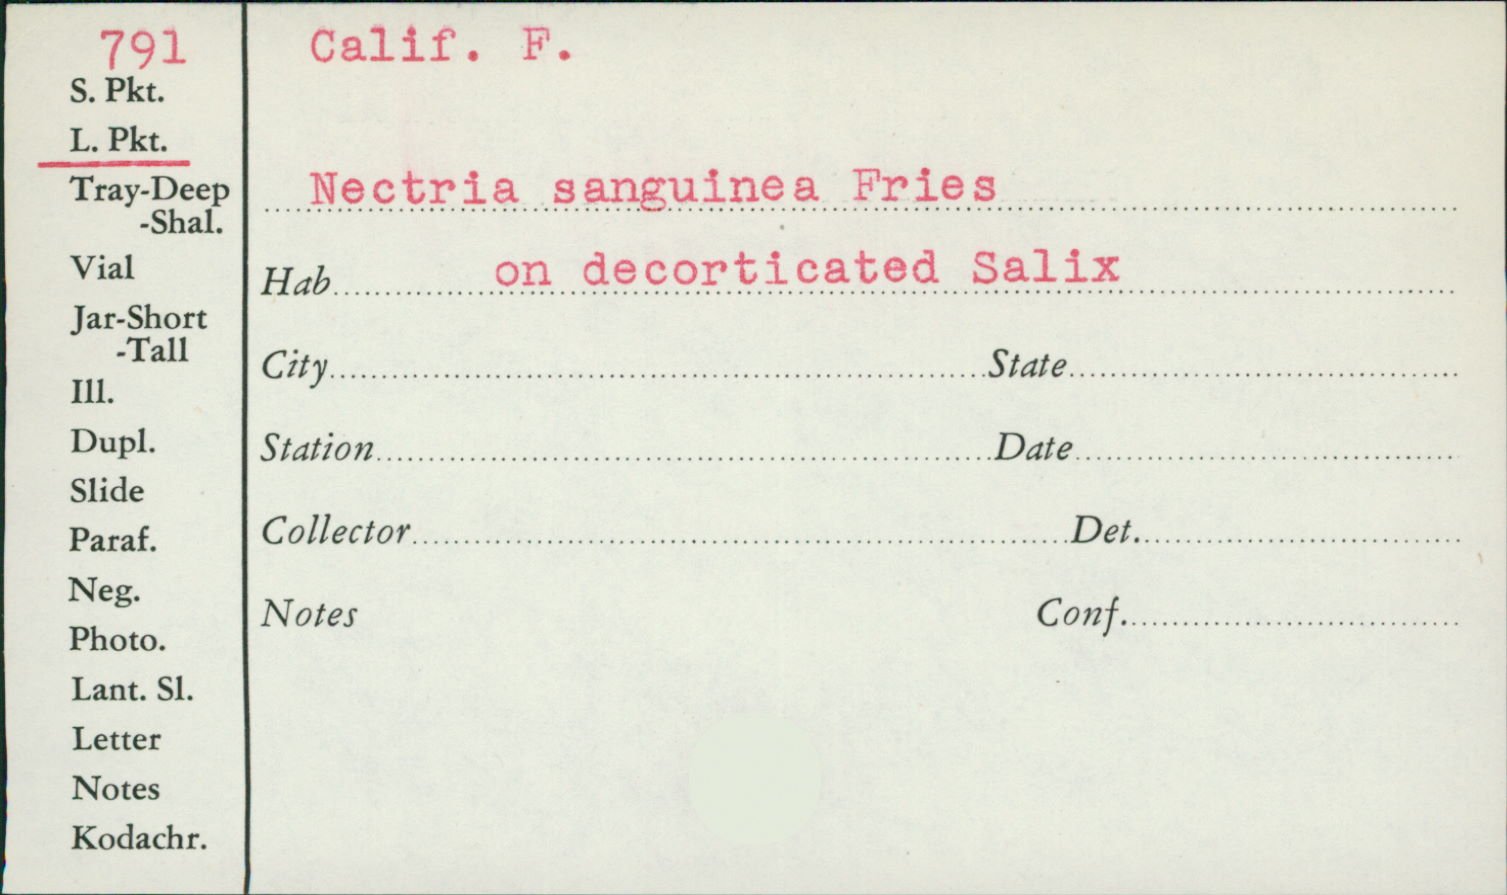 791
S. Pkt.
L. Pkt.
Tray-Deep
-Shal.
Vial
Jar-Short
-Tall
Ill.
Dupl.
Slide
Paraf.
Neg.
Photo.
Lant. Sl.
Letter
Notes
Kodachr.
Calif. F.
Nectria sanguinea Fries
Hab on decorticated Salix
City State
Station Date
Collector Det.
Notes Conf.